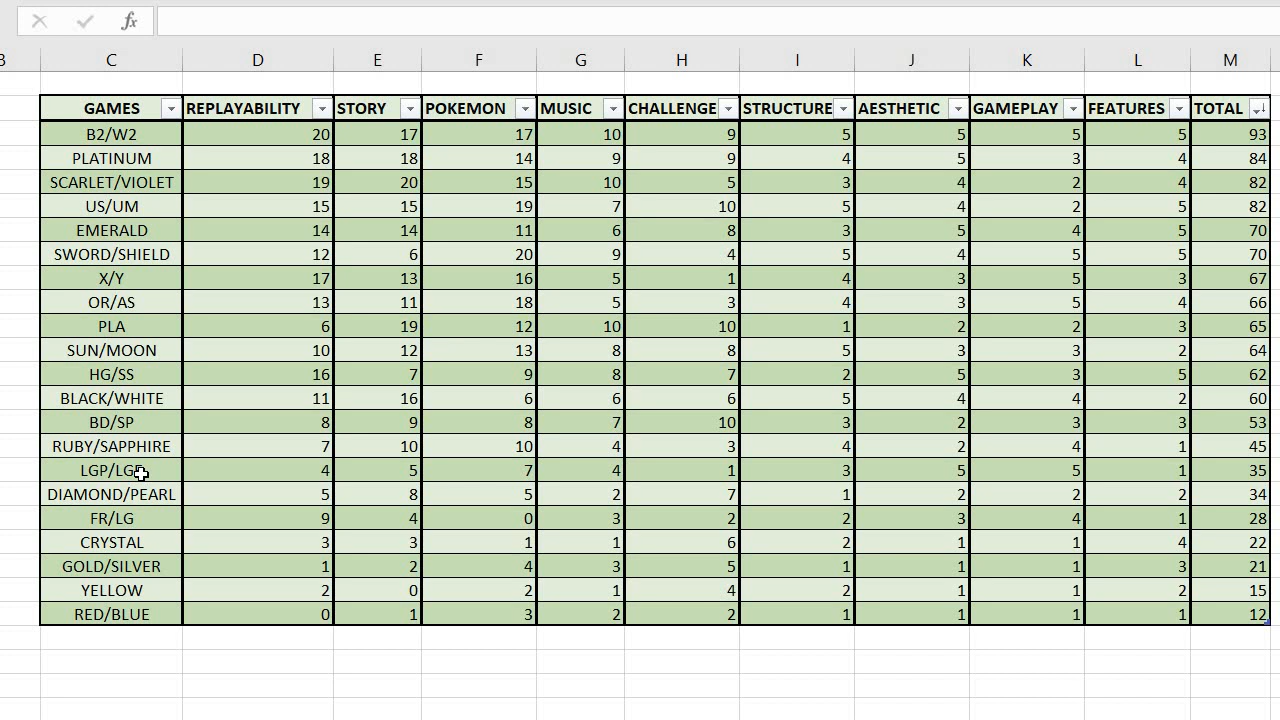 fx
B C D E F G H I J K L M
GAMES REPLAYABILITY STORY POKEMON MUSIC CHALLENGE STRUCTURE AESTHETIC GAMEPLAY FEATURES TOTAL
B2/W2 20 17 17 10 9 5 5 5 5 93
PLATINUM 18 18 14 9 9 4 5 3 4 84
SCARLET/VIOLET 19 20 15 10 5 3 4 2 4 82
US/UM 15 15 19 7 10 5 4 2 5 82
EMERALD 14 14 11 6 8 3 5 4 5 70
SWORD/SHIELD 12 6 20 9 4 5 4 5 5 70
X/Y 17 13 16 5 1 4 3 5 3 67
OR/AS 13 11 18 5 3 4 3 5 4 66
PLA 6 19 12 10 10 1 2 2 3 65
SUN/MOON 10 12 13 8 8 5 3 3 2 64
HG/SS 16 7 9 8 7 2 5 3 5 62
BLACK/WHITE 11 16 6 6 6 5 4 4 2 60
BD/SP 8 9 8 7 10 3 2 3 3 53
RUBY/SAPPHIRE 7 10 10 4 3 4 2 4 1 45
LGP/LG 4 5 7 4 1 3 5 5 1 35
DIAMOND/PEARL 5 8 5 2 7 1 2 2 2 34
FR/LG 9 4 0 3 2 2 3 4 1 28
CRYSTAL 3 3 1 1 6 2 1 1 4 22
GOLD/SILVER 1 2 4 3 5 1 1 1 3 21
YELLOW 2 0 2 1 4 2 1 1 2 15
RED/BLUE 0 1 3 2 2 1 1 1 1 12